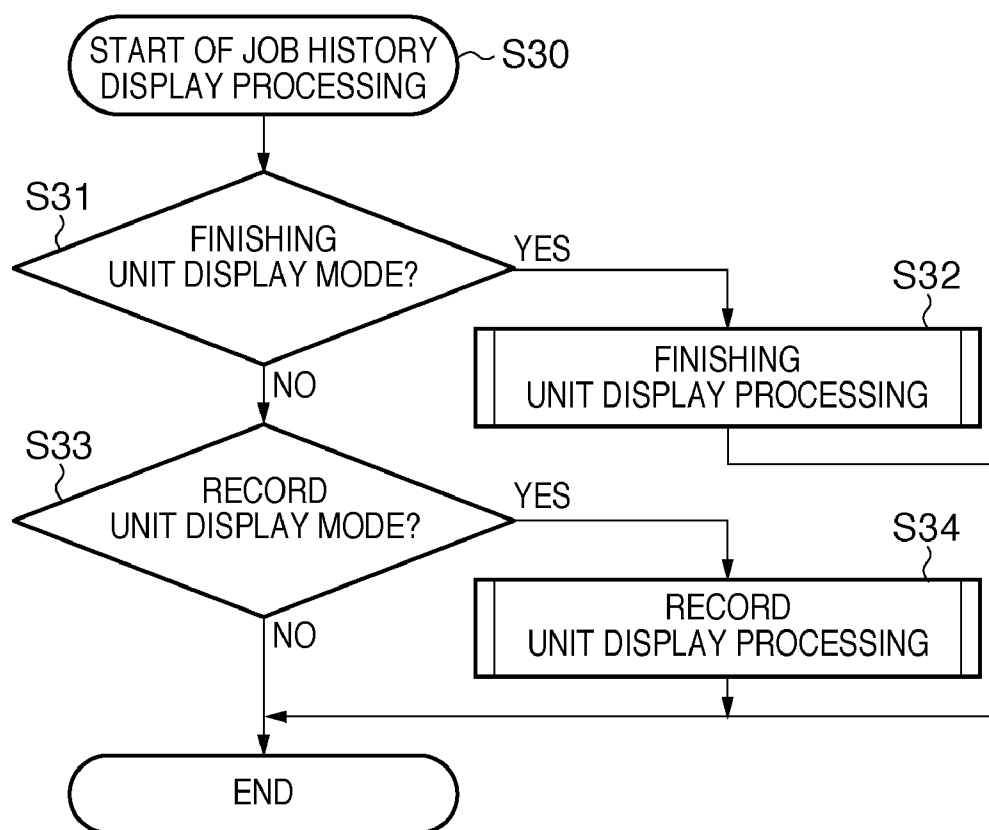 START OF JOB HISTORY
DISPLAY PROCESSING
S30
S31
FINISHING
UNIT DISPLAY MODE?
YES
S32
FINISHING
UNIT DISPLAY PROCESSING
NO
S33
RECORD
UNIT DISPLAY MODE?
YES
S34
RECORD
UNIT DISPLAY PROCESSING
NO
END